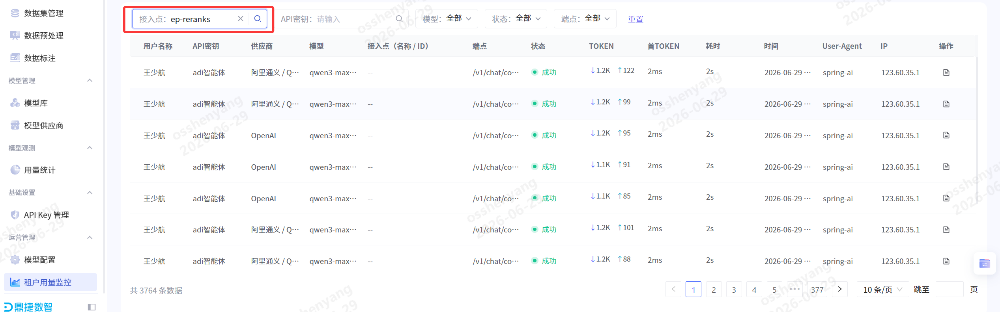 数据集管理
数据预处理
数据标注
模型管理
模型库
模型供应商
模型观测
用量统计
基础设置
API Key 管理
运营管理
模型配置
租户用量监控
鼎捷数智
接入点：ep-reranks
API密钥：请输入
模型：全部
状态：全部
端点：全部
重置
用户名称 API密钥 供应商 模型 接入点（名称 / ID） 端点 状态 TOKEN 首TOKEN 耗时 时间 User-Agent IP 操作
王少航 adi智能体 阿里通义 / Q··· qwen3-max··· -- /v1/chat/co··· 成功 ↓1.2K ↑122 2ms 2s 2026-06-29 ··· spring-ai 123.60.35.1
王少航 adi智能体 阿里通义 / Q··· qwen3-max··· -- /v1/chat/co··· 成功 ↓1.2K ↑99 2ms 2s 2026-06-29 ··· spring-ai 123.60.35.1
王少航 adi智能体 OpenAI qwen3-max··· -- /v1/chat/co··· 成功 ↓1.2K ↑95 2ms 2s 2026-06-29 ··· spring-ai 123.60.35.1
王少航 adi智能体 OpenAI qwen3-max··· -- /v1/chat/co··· 成功 ↓1.1K ↑91 2ms 2s 2026-06-29 ··· spring-ai 123.60.35.1
王少航 adi智能体 OpenAI qwen3-max··· -- /v1/chat/co··· 成功 ↓1.1K ↑85 2ms 2s 2026-06-29 ··· spring-ai 123.60.35.1
王少航 adi智能体 阿里通义 / Q··· qwen3-max··· -- /v1/chat/co··· 成功 ↓1.2K ↑101 2ms 2s 2026-06-29 ··· spring-ai 123.60.35.1
王少航 adi智能体 阿里通义 / Q··· qwen3-max··· -- /v1/chat/co··· 成功 ↓1.2K ↑88 2ms 2s 2026-06-29 ··· spring-ai 123.60.35.1
共 3764 条数据
< 1 2 3 4 5 ••• 377 > 10 条/页 跳至 页
osshenyang
2026-06-29